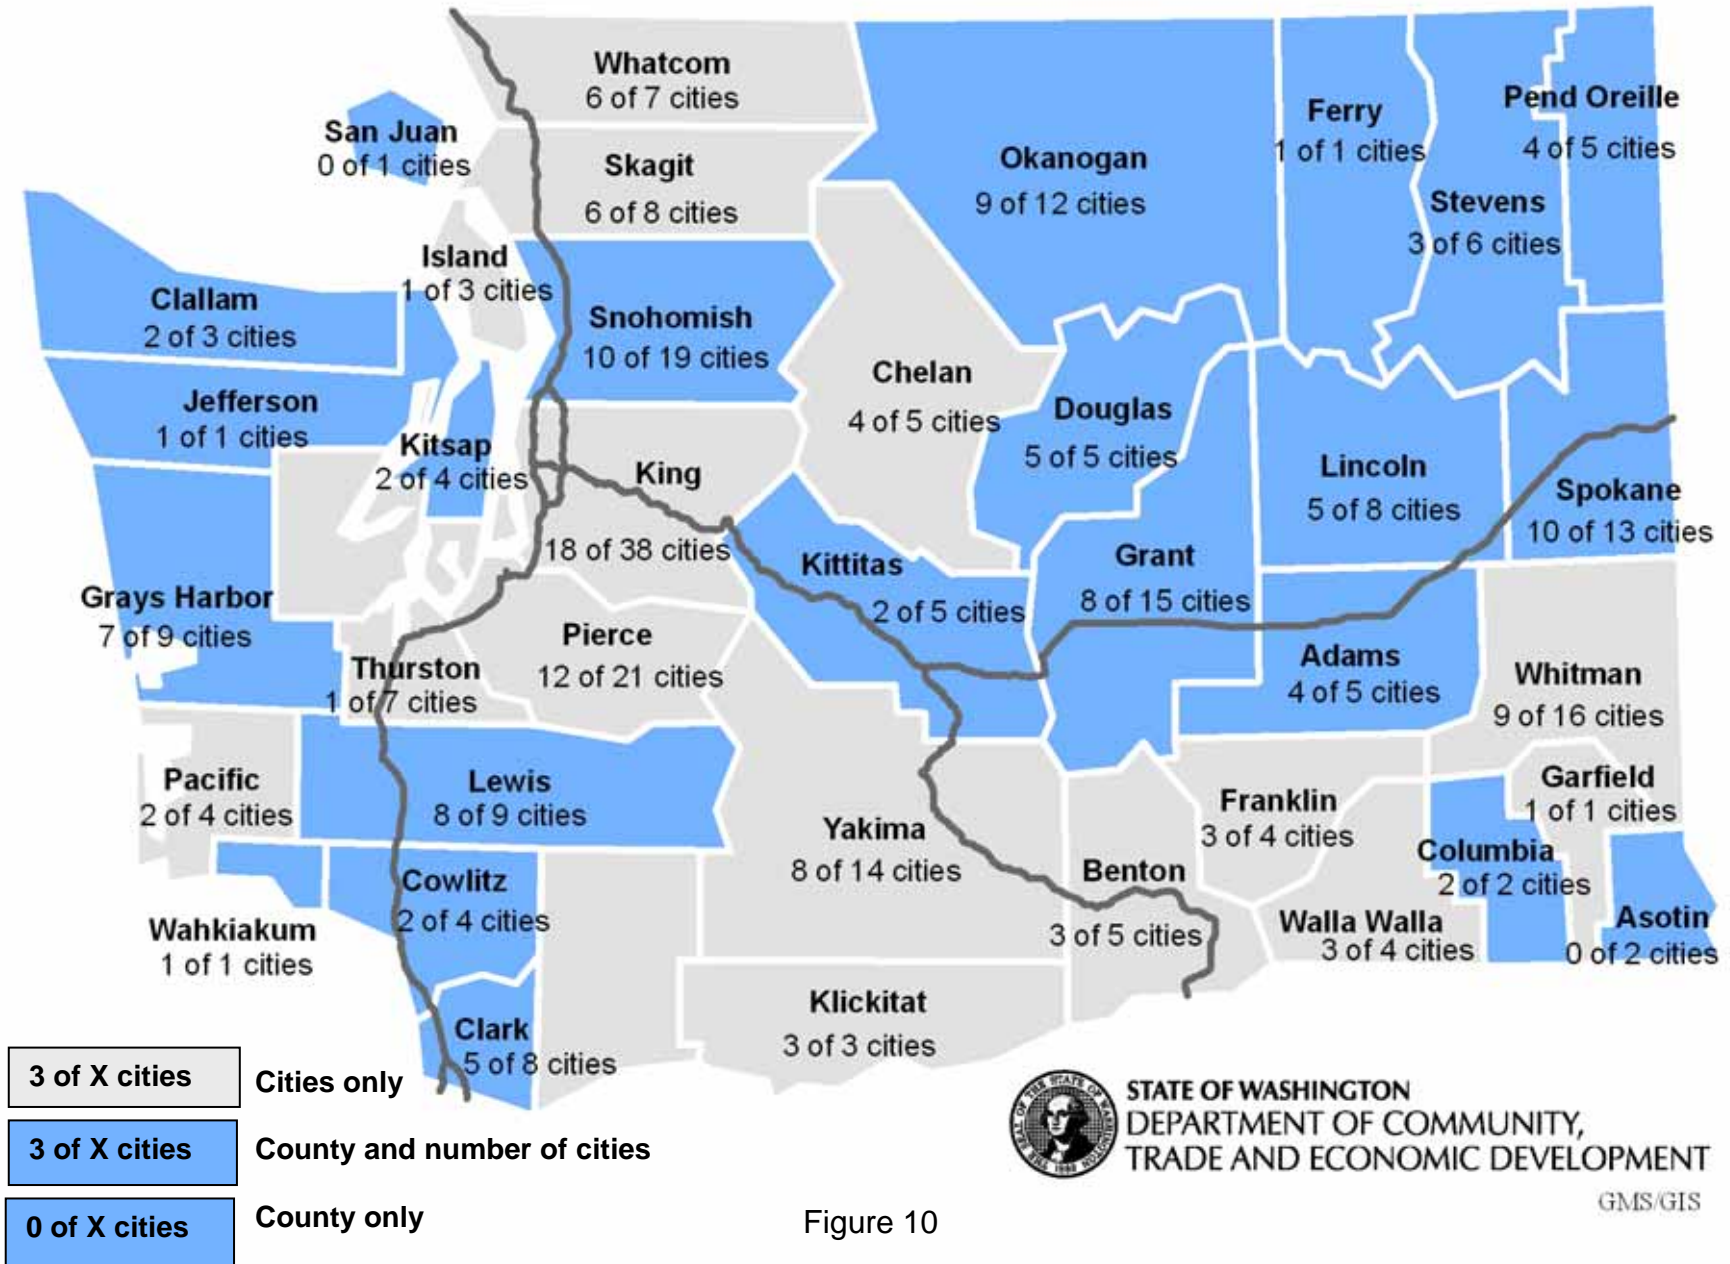 Whatcom
6 of 7 cities
San Juan
0 of 1 cities
Skagit
6 of 8 cities
Island
1 of 3 cities
Okanogan
9 of 12 cities
Ferry
1 of 1 cities
Pend Oreille
4 of 5 cities
Stevens
3 of 6 cities
Clallam
2 of 3 cities
Snohomish
10 of 19 cities
Jefferson
1 of 1 cities
Chelan
4 of 5 cities
Douglas
5 of 5 cities
Kitsap
2 of 4 cities
King
18 of 38 cities
Lincoln
5 of 8 cities
Spokane
10 of 13 cities
Kittitas
2 of 5 cities
Grant
8 of 15 cities
Grays Harbor
7 of 9 cities
Pierce
12 of 21 cities
Thurston
1 of 7 cities
Adams
4 of 5 cities
Whitman
9 of 16 cities
Pacific
2 of 4 cities
Lewis
8 of 9 cities
Yakima
8 of 14 cities
Franklin
3 of 4 cities
Garfield
1 of 1 cities
Benton
3 of 5 cities
Columbia
2 of 2 cities
Cowlitz
2 of 4 cities
Wahkiakum
1 of 1 cities
Walla Walla
3 of 4 cities
Asotin
0 of 2 cities
Klickitat
3 of 3 cities
Clark
5 of 8 cities
3 of X cities
Cities only
3 of X cities
County and number of cities
0 of X cities
County only
Figure 10
STATE OF WASHINGTON
DEPARTMENT OF COMMUNITY,
TRADE AND ECONOMIC DEVELOPMENT
GMS/GIS
THE SEAL OF THE STATE OF WASHINGTON
1889